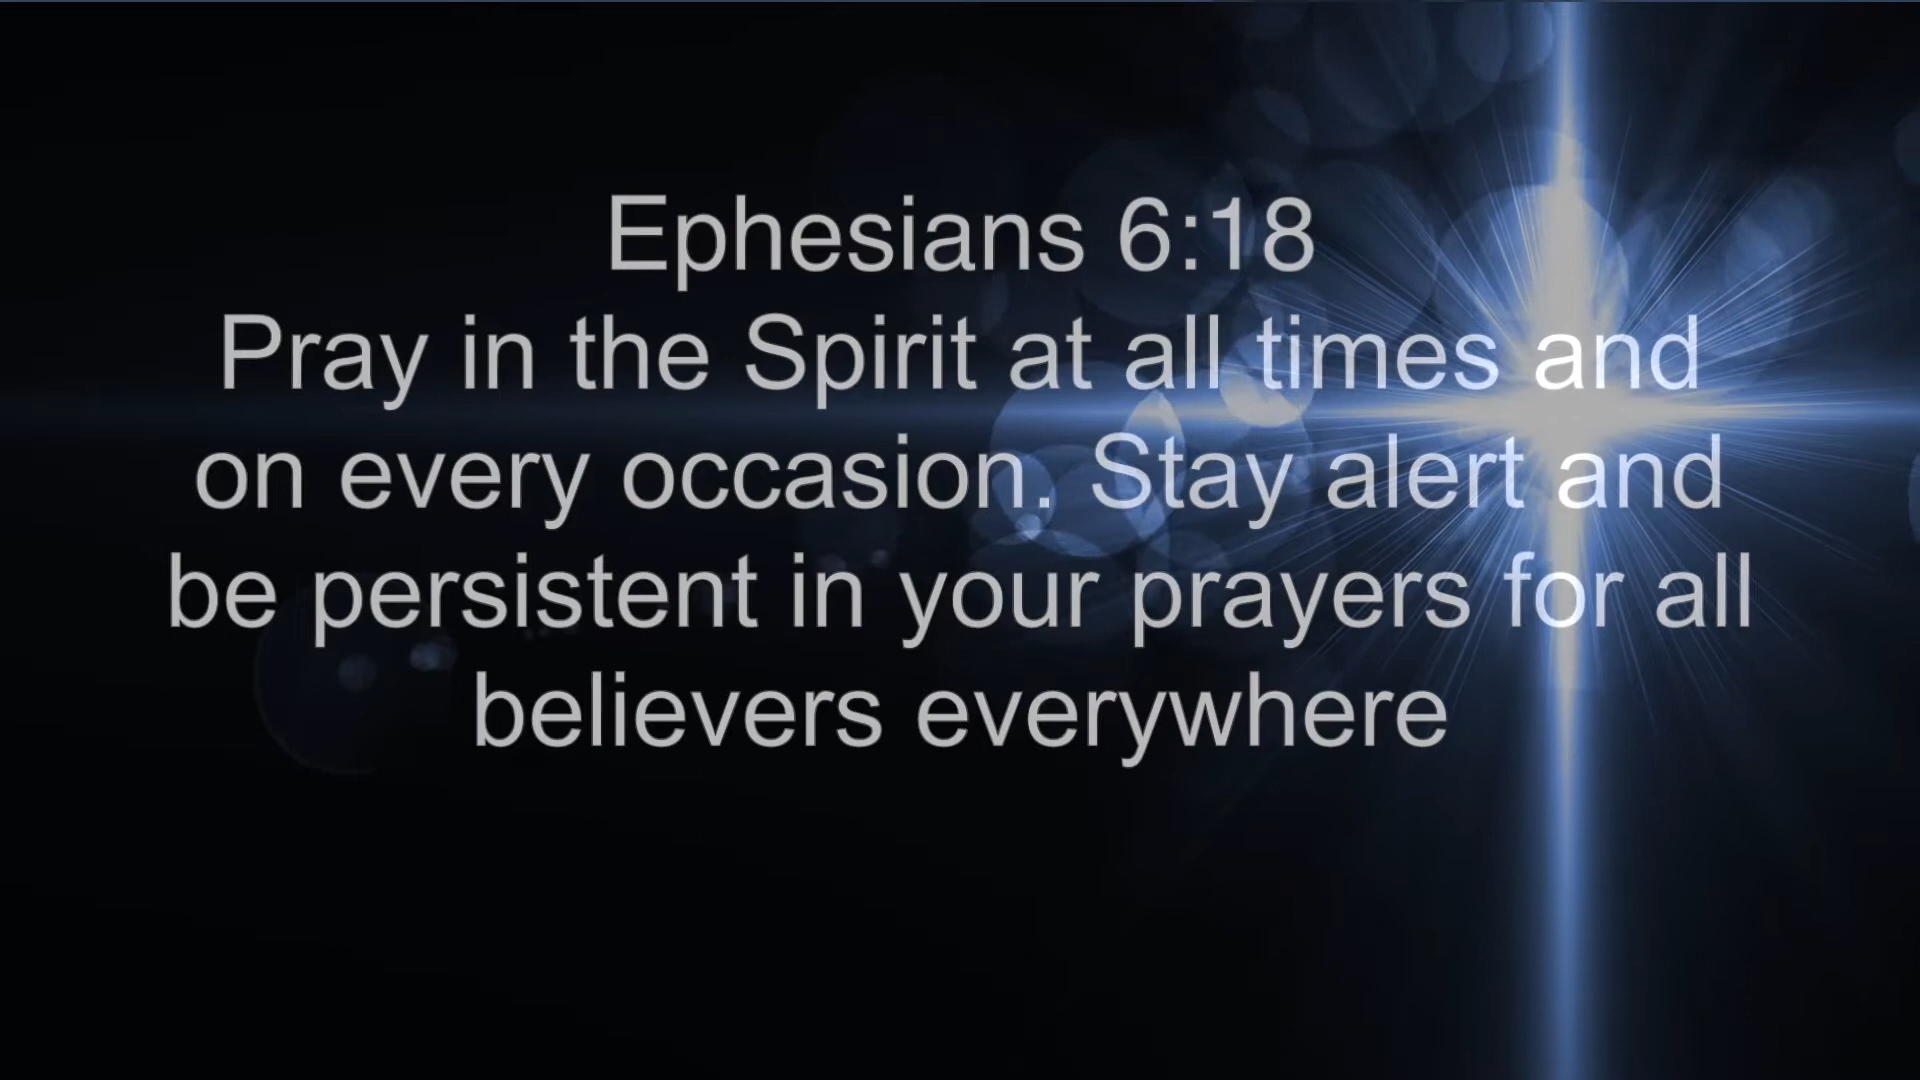 Ephesians 6:18
Pray in the Spirit at all times and
on every occasion. Stay alert and
be persistent in your prayers for all
believers everywhere